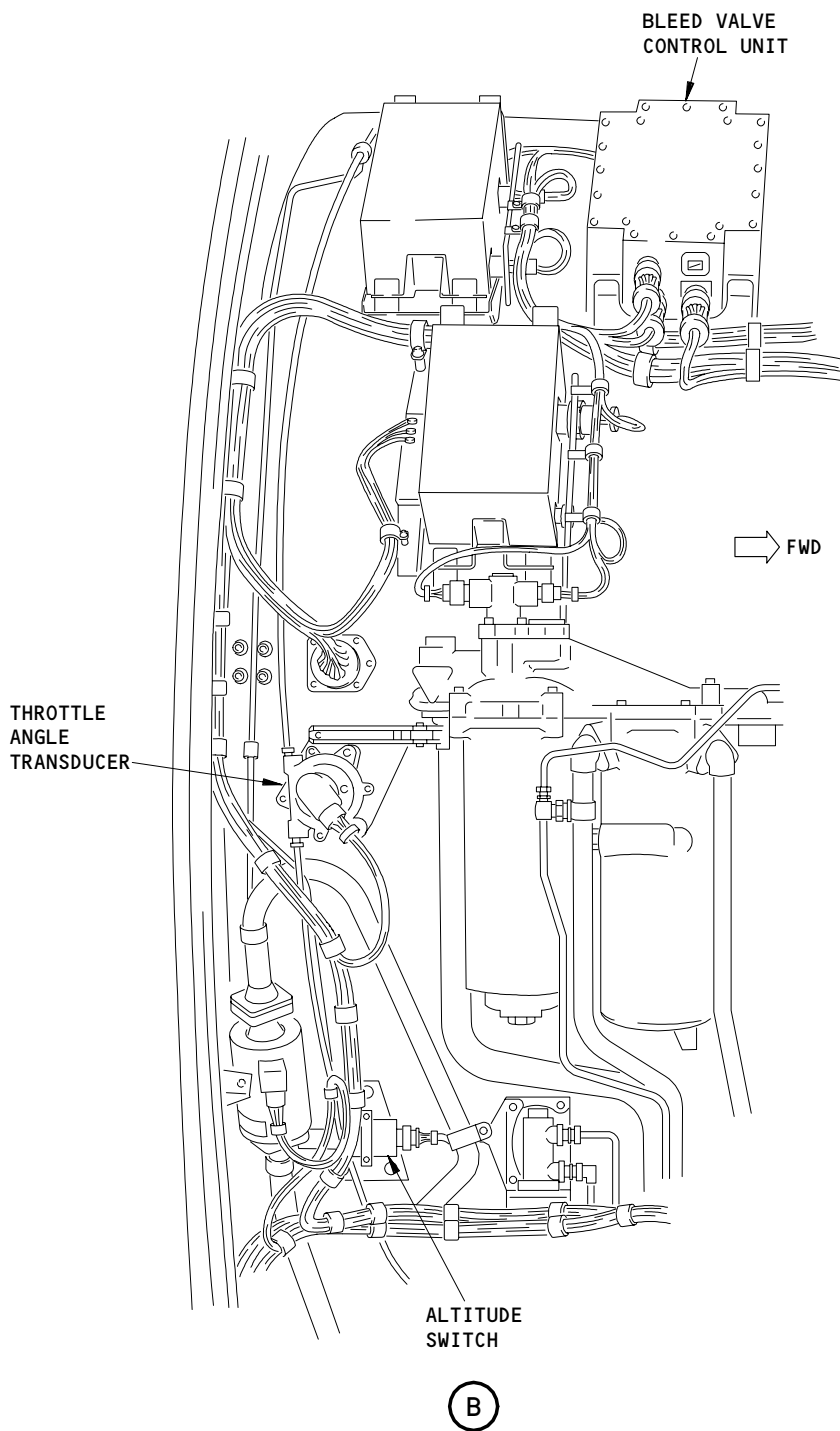 BLEED VALVE
CONTROL UNIT
FWD
THROTTLE
ANGLE
TRANSDUCER
ALTITUDE
SWITCH
B